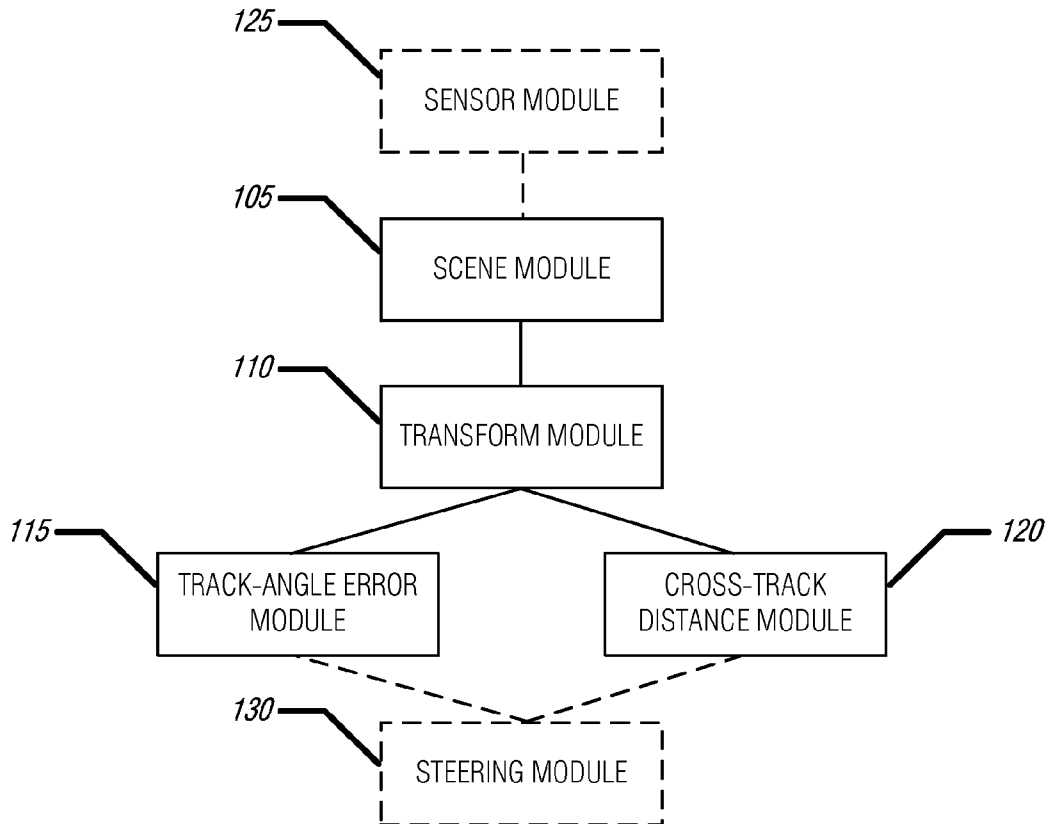 125
SENSOR MODULE
105
SCENE MODULE
110
TRANSFORM MODULE
115
TRACK-ANGLE ERROR
MODULE
120
CROSS-TRACK
DISTANCE MODULE
130
STEERING MODULE